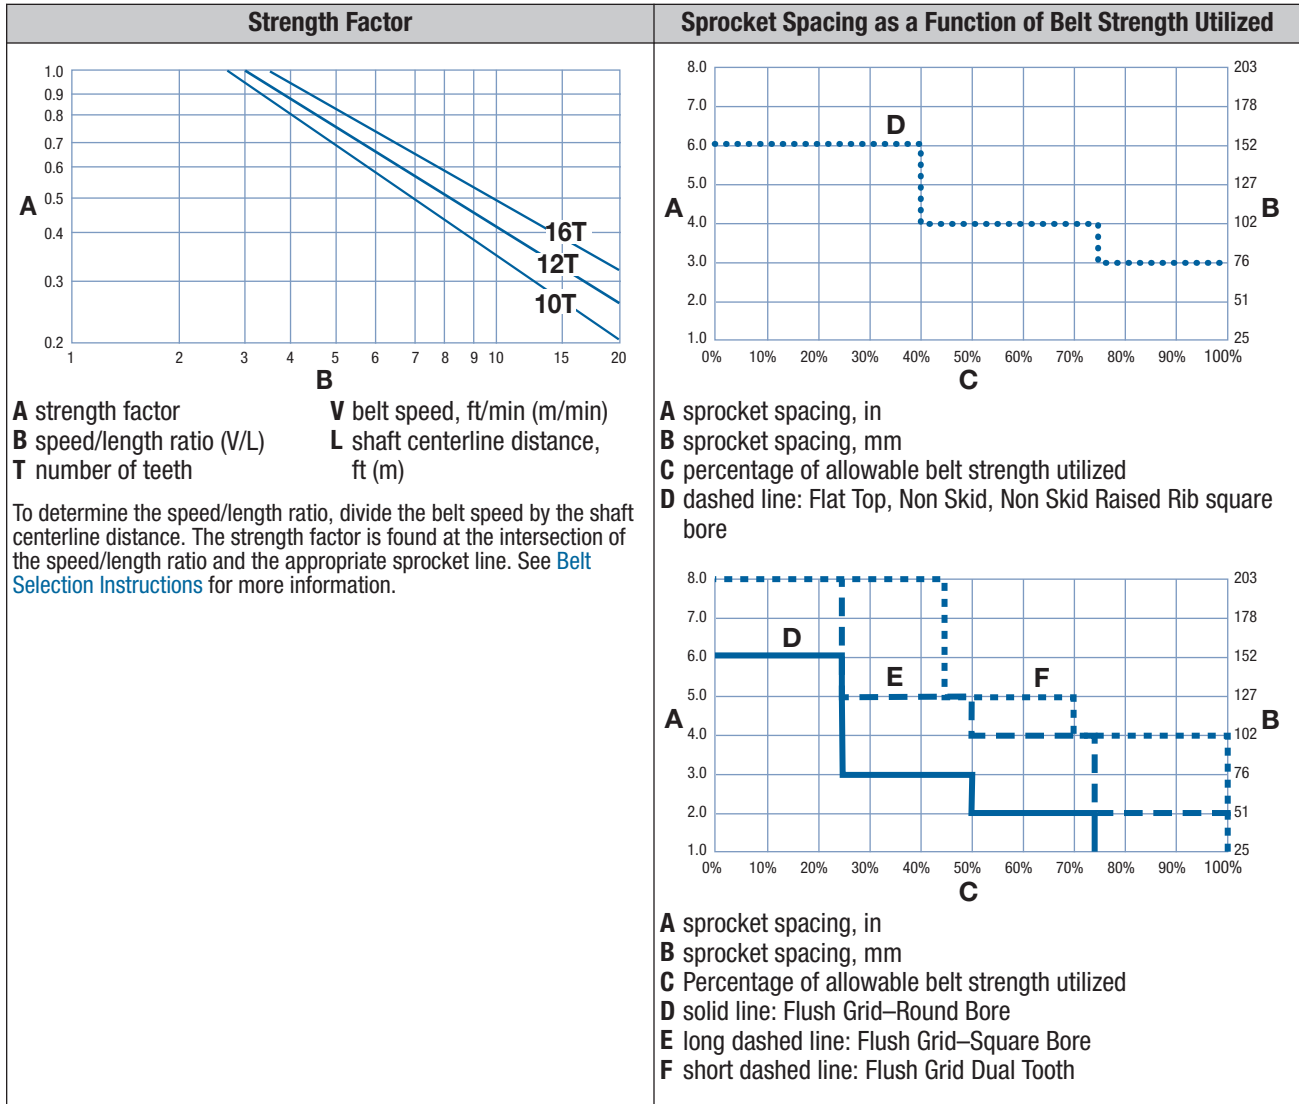 Strength Factor
1.0
0.9
0.8
0.7
0.6
A 0.5
0.4
0.3
0.2
16T
12T
10T
1 2 3 4 5 6 7 8 9 10 15 20
B
A strength factor
B speed/length ratio (V/L)
T number of teeth
V belt speed, ft/min (m/min)
L shaft centerline distance,
ft (m)
To determine the speed/length ratio, divide the belt speed by the shaft
centerline distance. The strength factor is found at the intersection of
the speed/length ratio and the appropriate sprocket line. See Belt
Selection Instructions for more information.
Sprocket Spacing as a Function of Belt Strength Utilized
8.0 203
7.0 178
D
6.0 152
5.0 127
A B
4.0 102
3.0 76
2.0 51
1.0 25
0% 10% 20% 30% 40% 50% 60% 70% 80% 90% 100%
C
A sprocket spacing, in
B sprocket spacing, mm
C percentage of allowable belt strength utilized
D dashed line: Flat Top, Non Skid, Non Skid Raised Rib square
bore
8.0 203
7.0 178
D
6.0 152
E F
5.0 127
A B
4.0 102
3.0 76
2.0 51
1.0 25
0% 10% 20% 30% 40% 50% 60% 70% 80% 90% 100%
C
A sprocket spacing, in
B sprocket spacing, mm
C Percentage of allowable belt strength utilized
D solid line: Flush Grid–Round Bore
E long dashed line: Flush Grid–Square Bore
F short dashed line: Flush Grid Dual Tooth